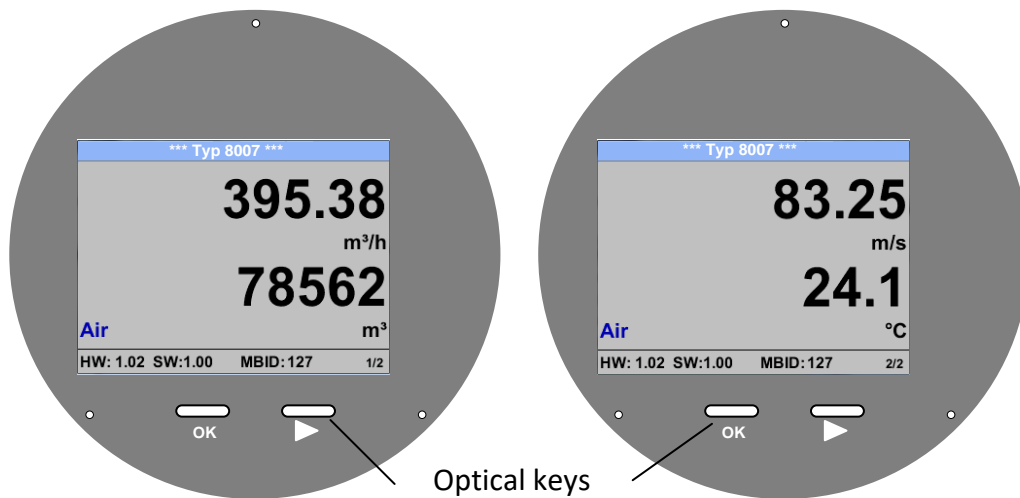 *** Typ 8007 ***
395.38
m³/h
78562
Air m³
HW: 1.02 SW:1.00 MBID:127 1/2
OK
*** Typ 8007 ***
83.25
m/s
24.1
Air °C
HW: 1.02 SW:1.00 MBID:127 2/2
OK
Optical keys